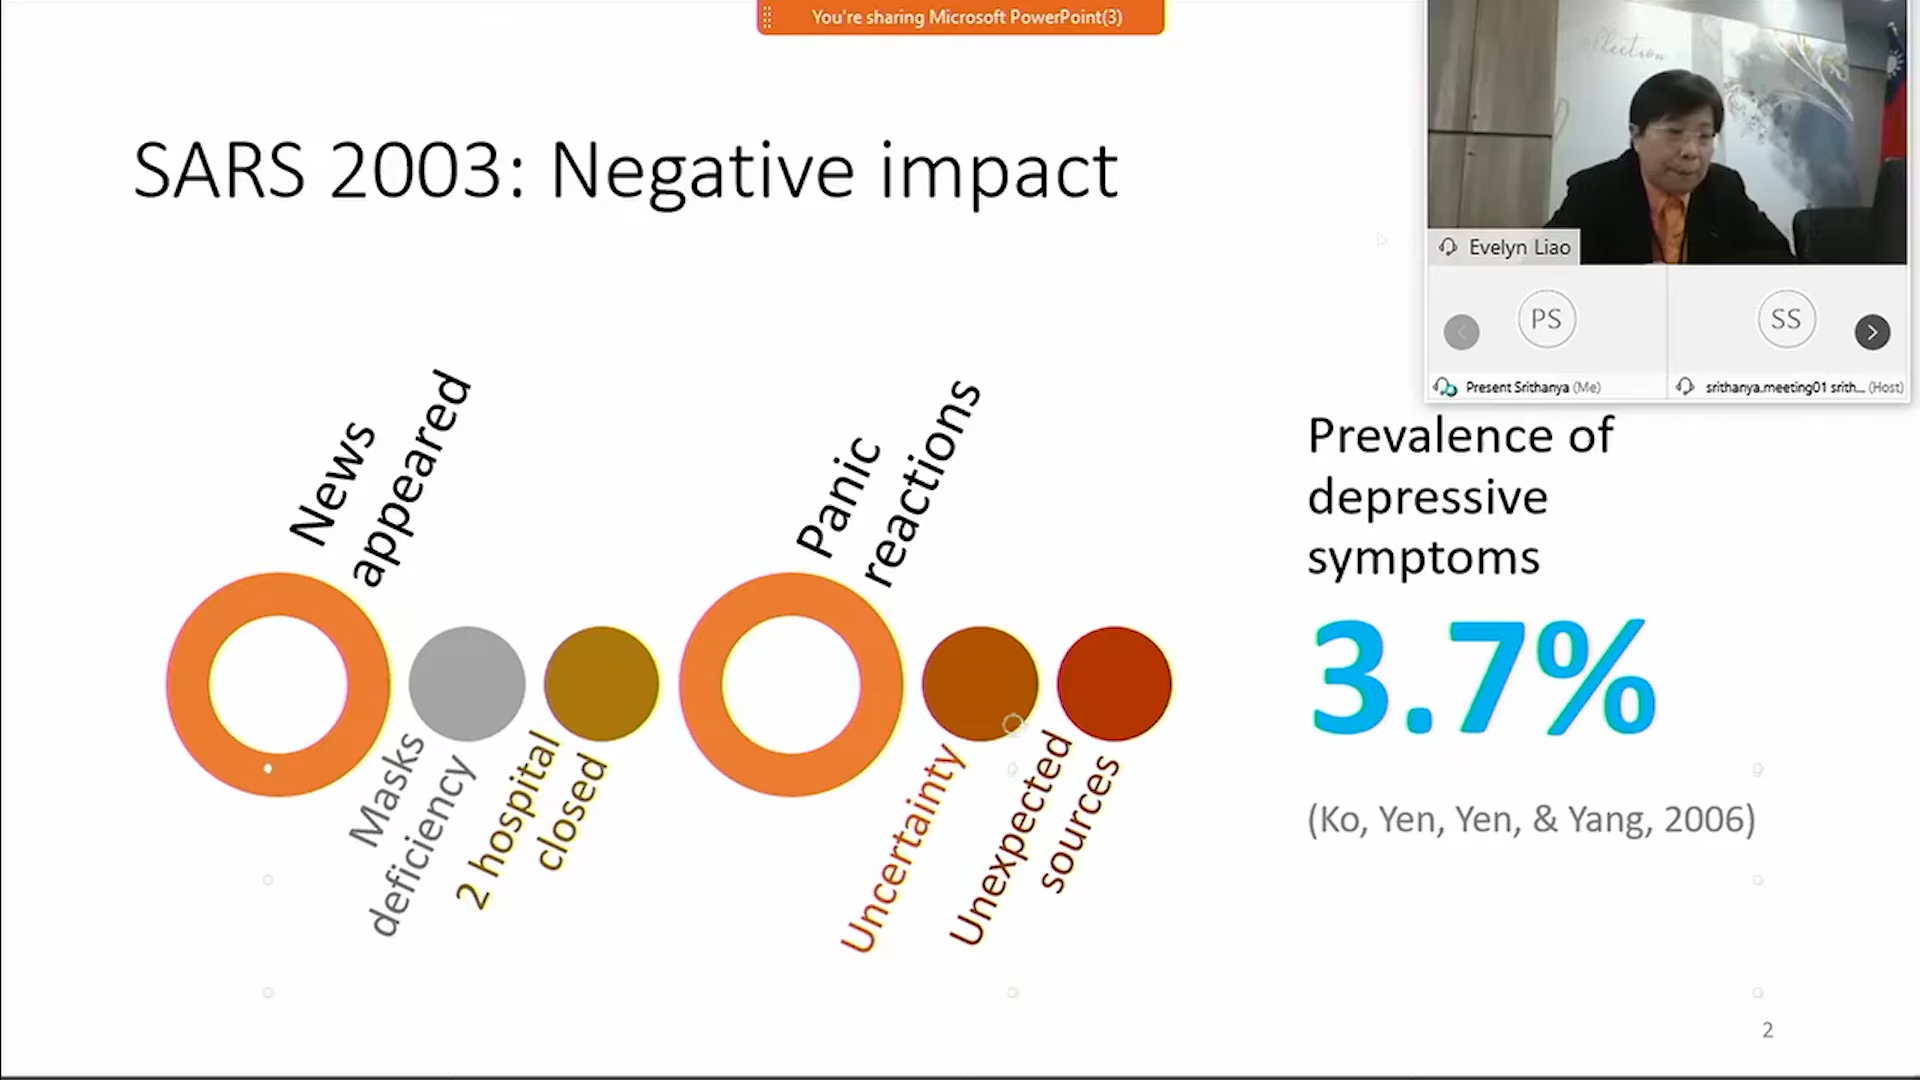 You're sharing Microsoft PowerPoint(3)
SARS 2003: Negative impact
Evelyn Liao
PS
SS
Present Srithanya (Me)
srithanya.meeting01 srith... (Host)
News
appeared
Masks
deficiency
2 hospital
closed
Panic
reactions
Uncertainty
Unexpected
sources
Prevalence of
depressive
symptoms
3.7%
(Ko, Yen, Yen, & Yang, 2006)
2